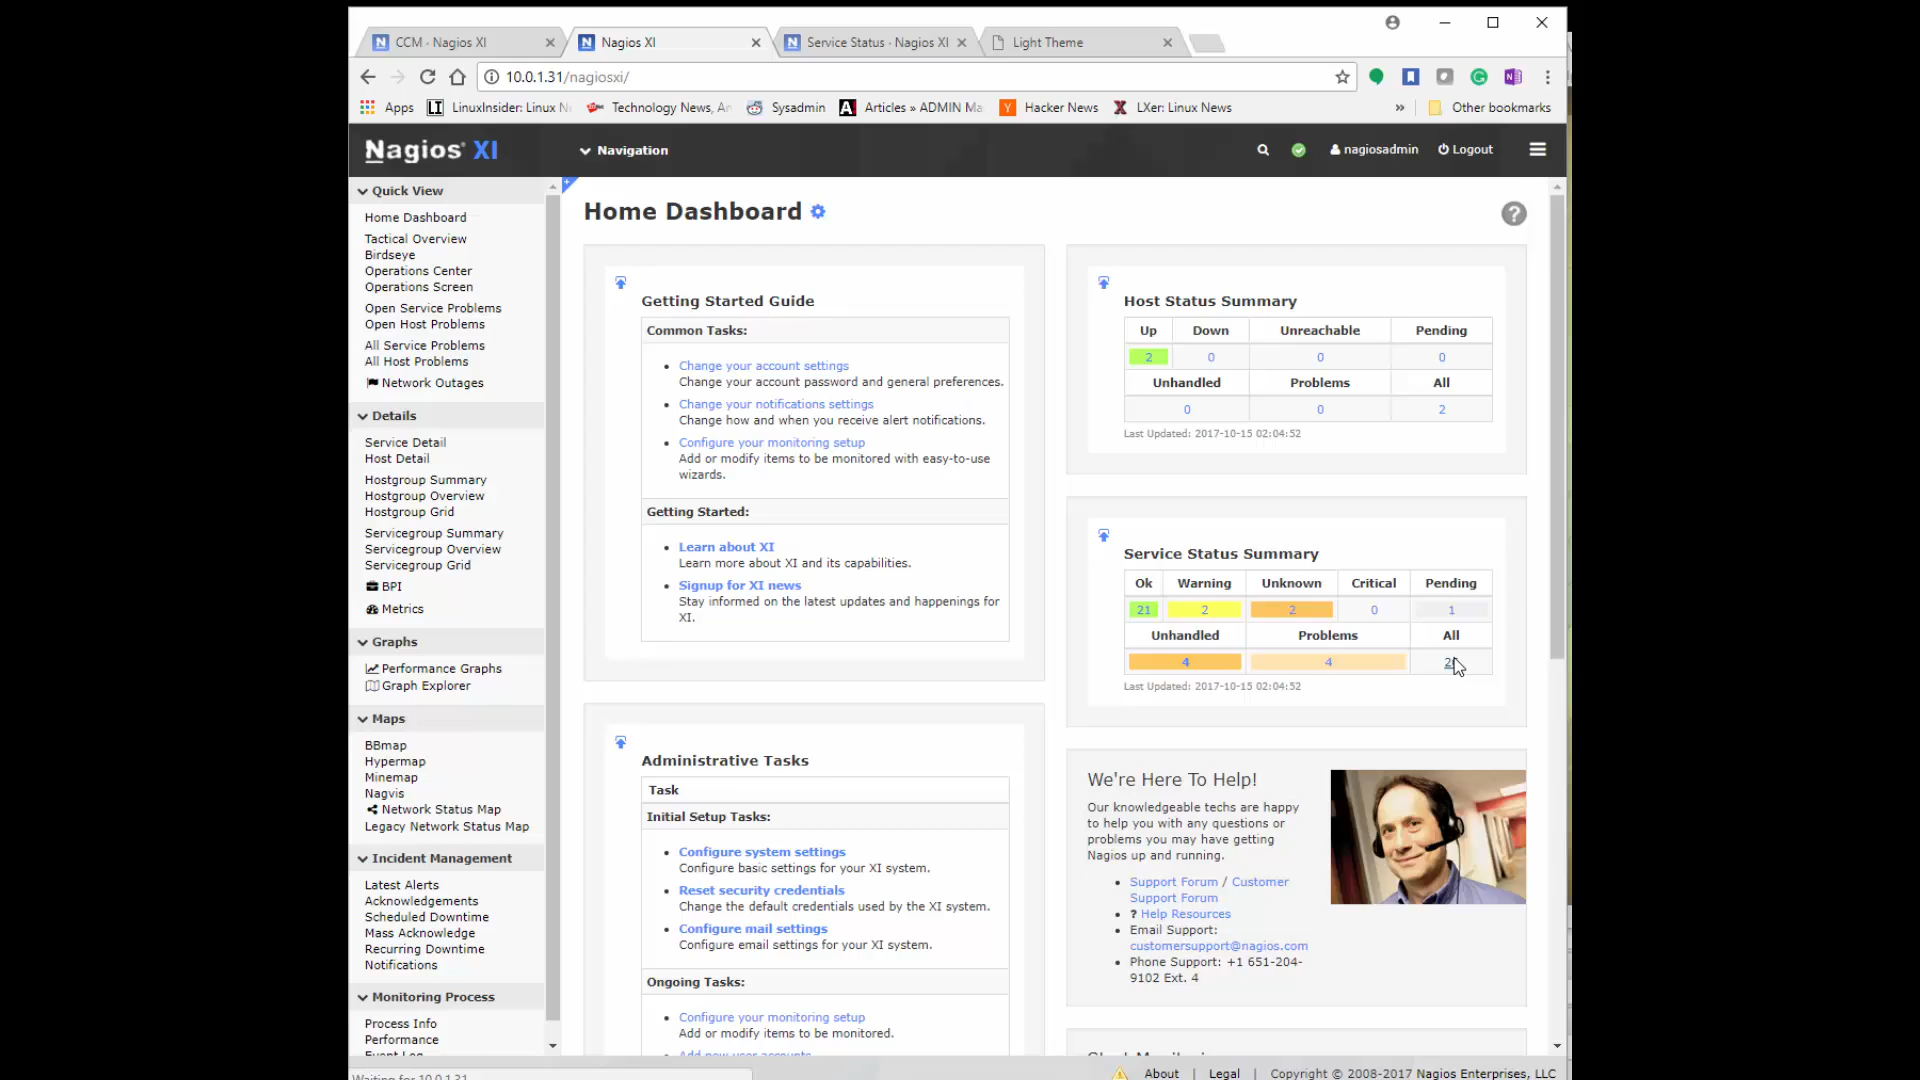 CCM - Nagios XI
Nagios XI
Service Status - Nagios XI
Light Theme
10.0.1.31/nagiosxi/
Apps
LinuxInsider: Linux N
Technology News, An
Sysadmin
Articles » ADMIN Ma
Hacker News
LXer: Linux News
»
Other bookmarks
Nagios® XI
Navigation
nagiosadmin
Logout
Quick View
Home Dashboard
Tactical Overview
Birdseye
Operations Center
Operations Screen
Open Service Problems
Open Host Problems
All Service Problems
All Host Problems
Network Outages
Details
Service Detail
Host Detail
Hostgroup Summary
Hostgroup Overview
Hostgroup Grid
Servicegroup Summary
Servicegroup Overview
Servicegroup Grid
BPI
Metrics
Graphs
Performance Graphs
Graph Explorer
Maps
BBmap
Hypermap
Minemap
Nagvis
Network Status Map
Legacy Network Status Map
Incident Management
Latest Alerts
Acknowledgements
Scheduled Downtime
Mass Acknowledge
Recurring Downtime
Notifications
Monitoring Process
Process Info
Performance
Event Log
Home Dashboard
Getting Started Guide
Common Tasks:
• Change your account settings
Change your account password and general preferences.
• Change your notifications settings
Change how and when you receive alert notifications.
• Configure your monitoring setup
Add or modify items to be monitored with easy-to-use
wizards.
Getting Started:
• Learn about XI
Learn more about XI and its capabilities.
• Signup for XI news
Stay informed on the latest updates and happenings for
XI.
Administrative Tasks
Task
Initial Setup Tasks:
• Configure system settings
Configure basic settings for your XI system.
• Reset security credentials
Change the default credentials used by the XI system.
• Configure mail settings
Configure email settings for your XI system.
Ongoing Tasks:
• Configure your monitoring setup
Add or modify items to be monitored.
• Add new user accounts
Host Status Summary
Up Down Unreachable Pending
2 0 0 0
Unhandled Problems All
0 0 2
Last Updated: 2017-10-15 02:04:52
Service Status Summary
Ok Warning Unknown Critical Pending
21 2 2 0 1
Unhandled Problems All
4 4
Last Updated: 2017-10-15 02:04:52
We're Here To Help!
Our knowledgeable techs are happy
to help you with any questions or
problems you may have getting
Nagios up and running.
• Support Forum / Customer
Support Forum
• ? Help Resources
• Email Support:
customersupport@nagios.com
• Phone Support: +1 651-204-
9102 Ext. 4
Waiting for 10.0.1.31
About | Legal | Copyright © 2008-2017 Nagios Enterprises, LLC